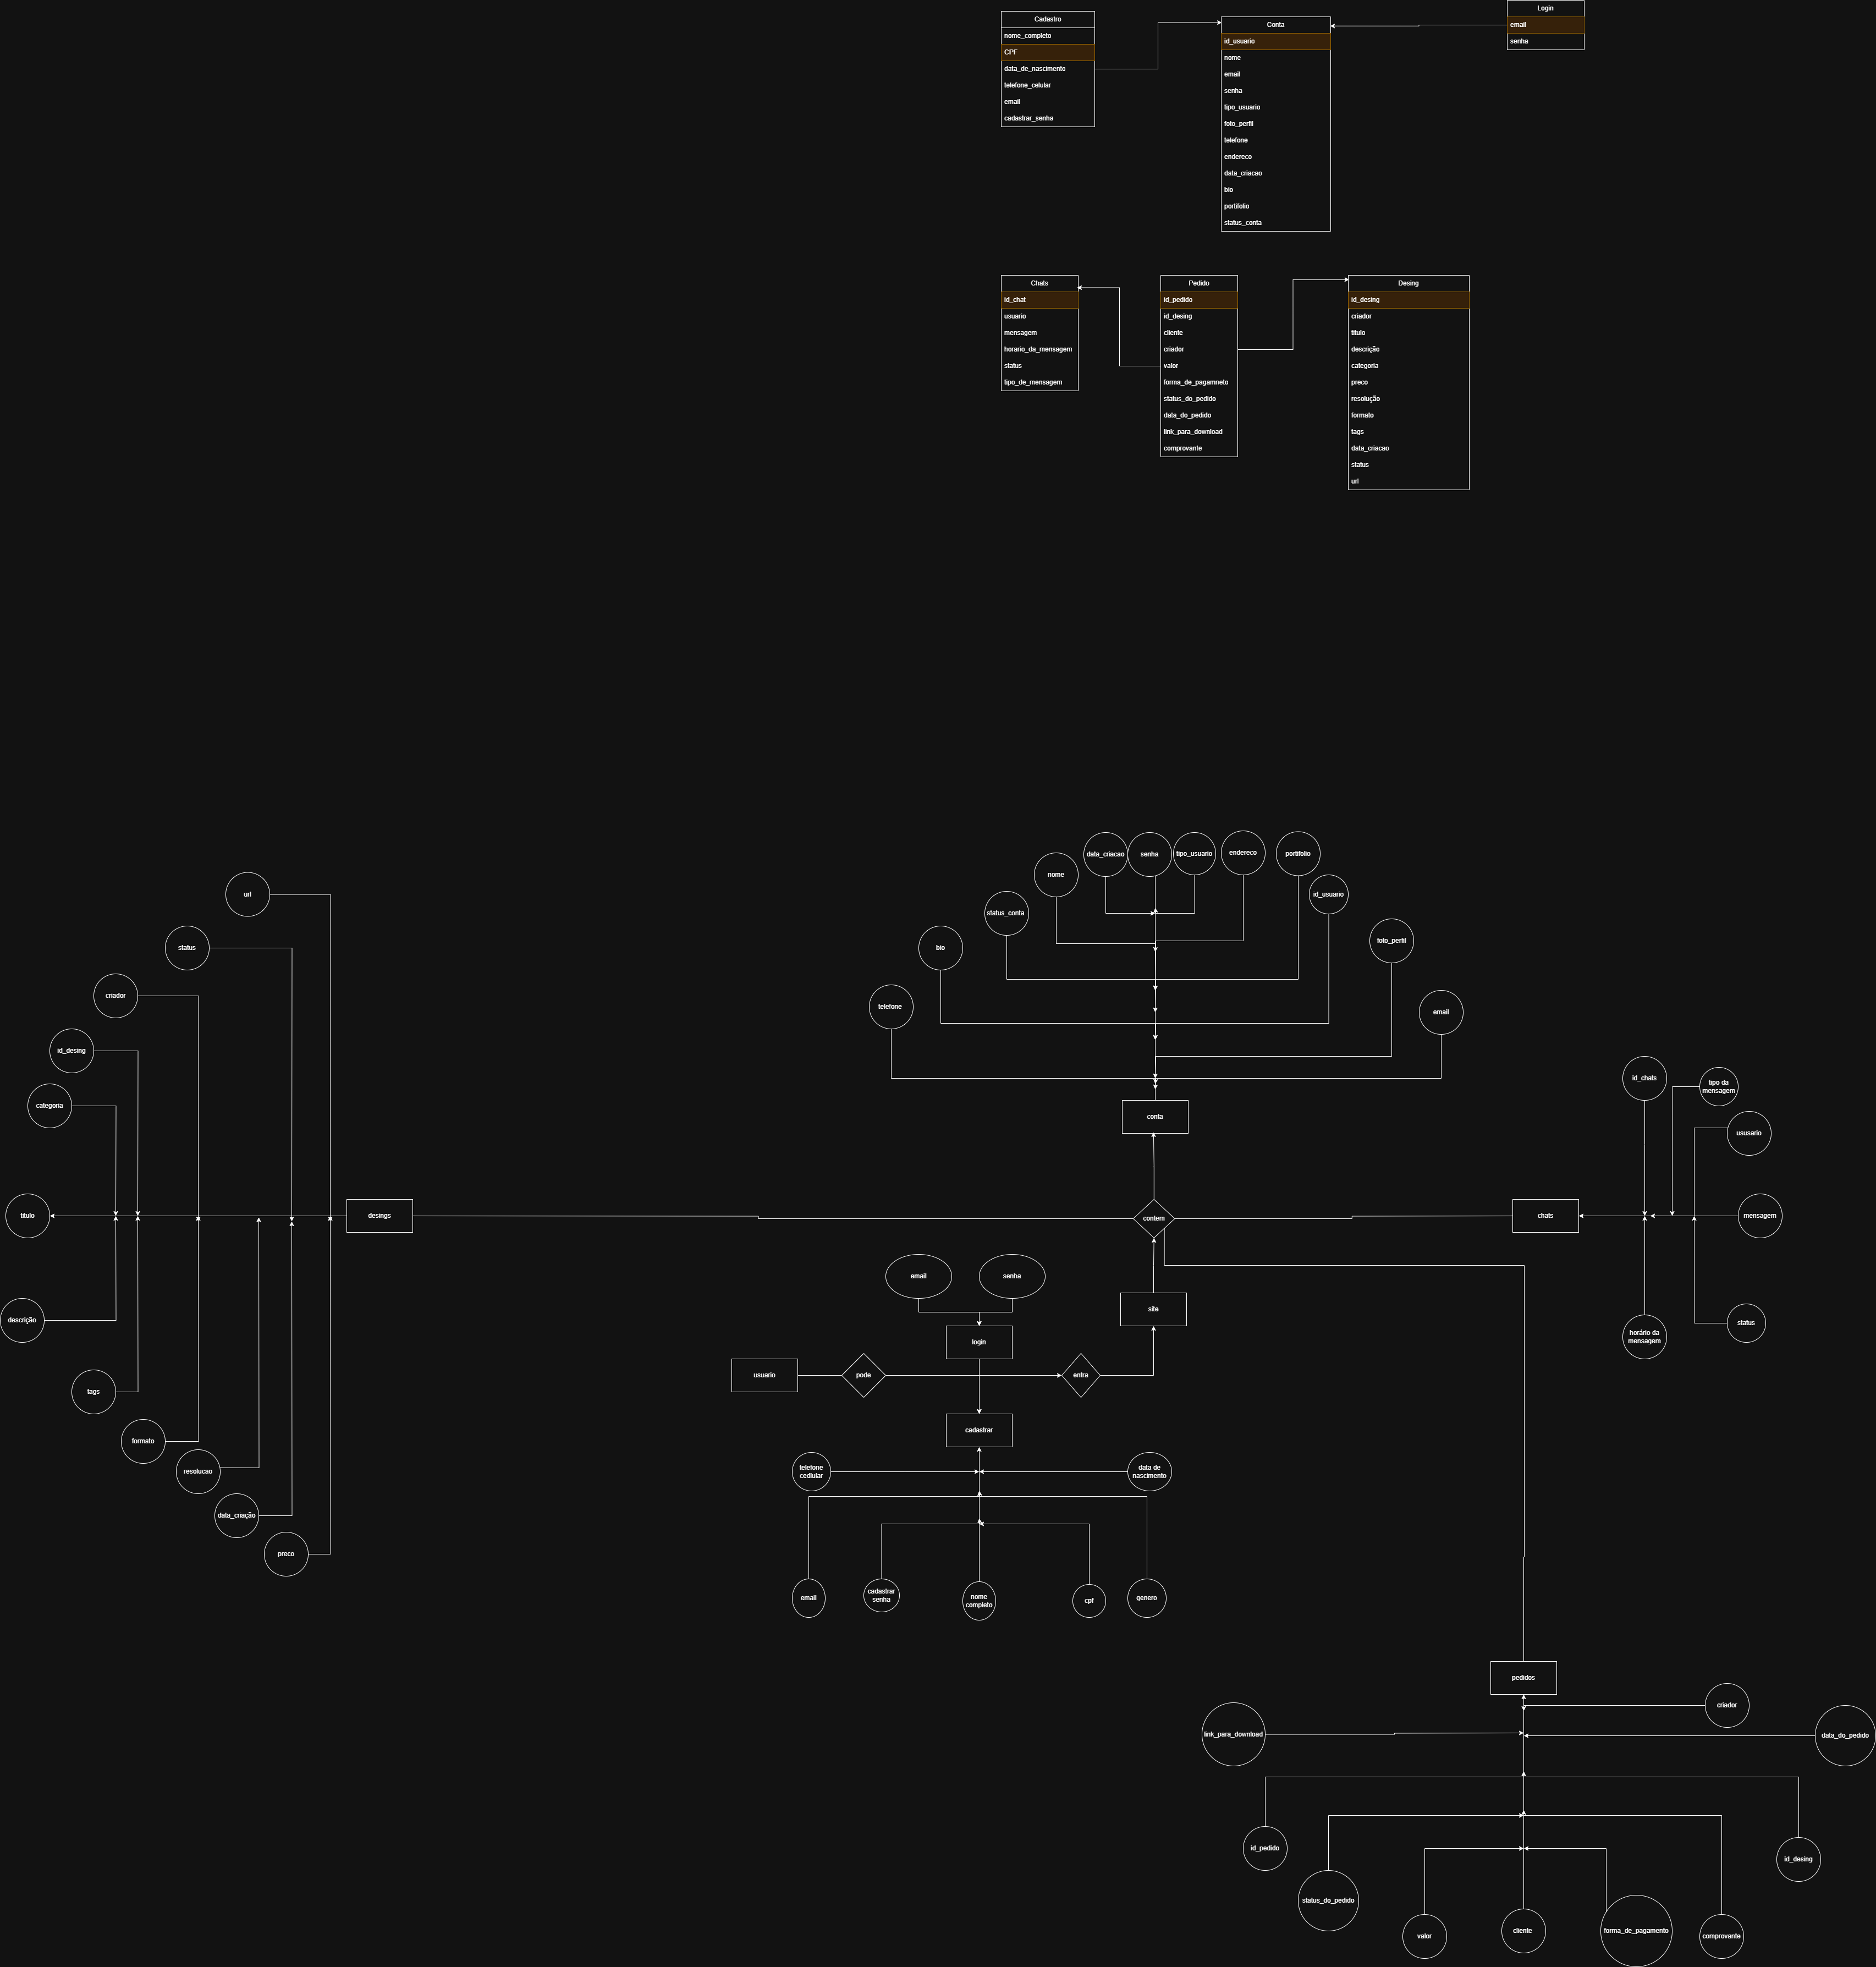 Cadastro
nome_completo
CPF
data_de_nascimento
telefone_celular
email
cadastrar_senha
Conta
id_usuario
nome
email
senha
tipo_usuario
foto_perfil
telefone
endereco
data_criacao
bio
portifolio
status_conta
Login
email
senha
Chats
id_chat
usuario
mensagem
horario_da_mensagem
status
tipo_de_mensagem
Pedido
id_pedido
id_desing
cliente
criador
valor
forma_de_pagamneto
status_do_pedido
data_do_pedido
link_para_download
comprovante
Desing
id_desing
criador
titulo
descrição
categoria
preco
resolução
formato
tags
data_criacao
status
url
data_criacao
senha
tipo_usuario
endereco
portifolio
nome
id_usuario
status_conta
foto_perfil
bio
telefone
email
conta
url
status
criador
id_desing
categoria
titulo
desings
descrição
tags
formato
resolucao
data_criação
preco
contem
chats
id_chats
tipo da
mensagem
ususario
mensagem
status
horário da
mensagem
email
senha
site
login
usuario
pode
entra
cadastrar
telefone
cedlular
data de
nascimento
email
cadastrar
senha
nome
completo
cpf
genero
pedidos
criador
link_para_download
data_do_pedido
id_pedido
id_desing
status_do_pedido
valor
cliente
forma_de_pagamento
comprovante